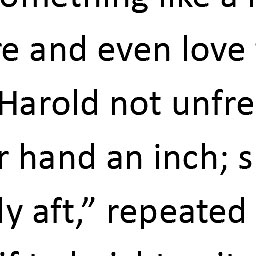 omething like a
re and even love
Harold not unfre
r hand an inch; s
ly aft,” repeated